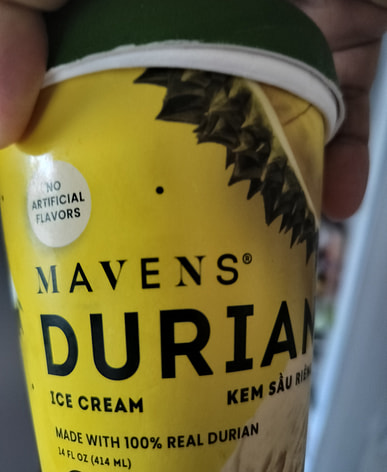 NO
ARTIFICIAL
FLAVORS
MAVENS®
DURIAN
ICE CREAM
KEM SẦU RIÊNG
MADE WITH 100% REAL DURIAN
14 FL OZ (414 ML)